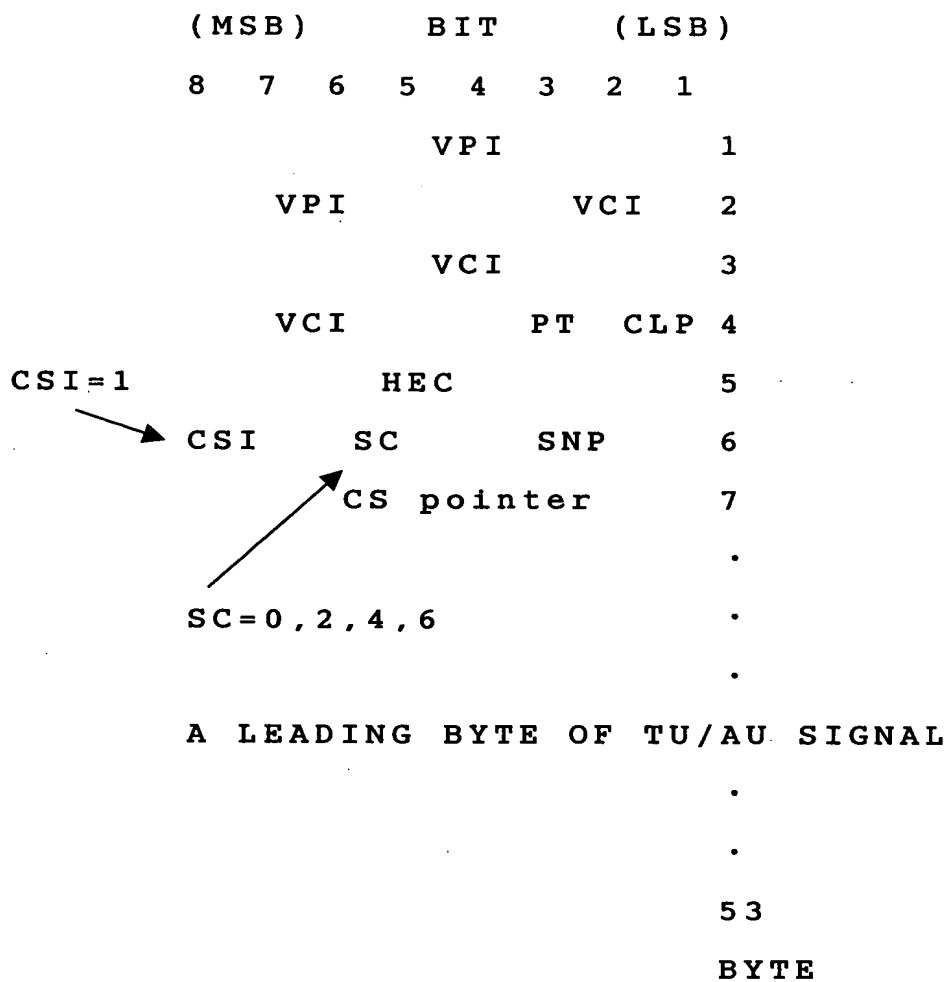 (MSB) BIT (LSB)
8 7 6 5 4 3 2 1
VPI 1
VPI VCI 2
VCI 3
VCI PT CLP 4
CSI=1 HEC 5
CSI SC SNP 6
CS pointer 7
SC=0,2,4,6
A LEADING BYTE OF TU/AU SIGNAL
53
BYTE